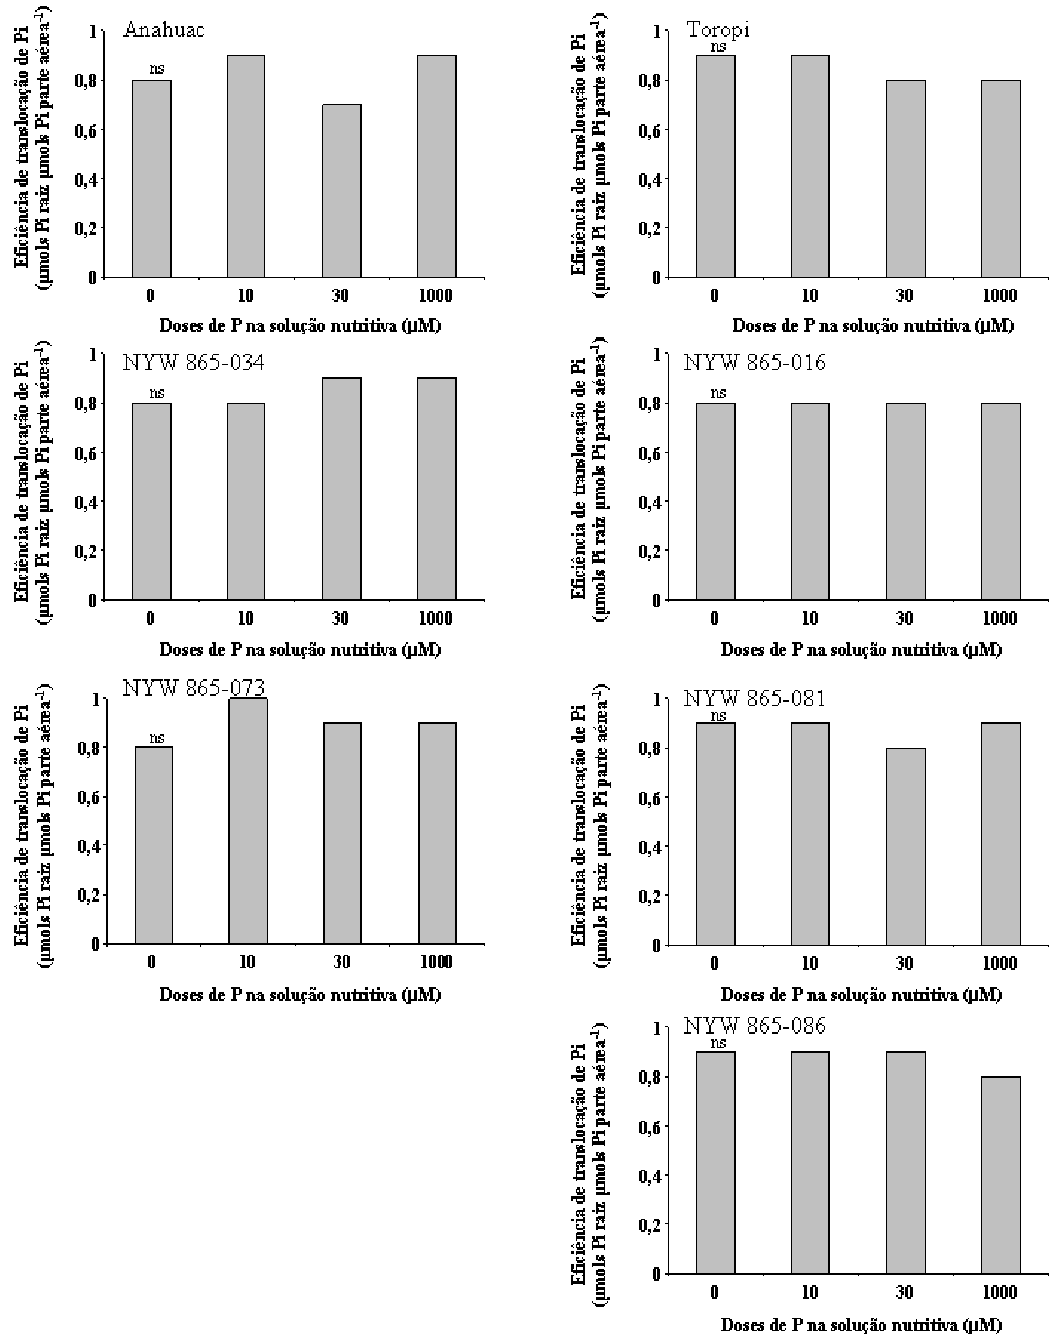 Anahuac
Eficiência de translocação de Pi
(µmols Pi raiz µmols Pi parte aérea⁻¹)
1
0,8
0,6
0,4
0,2
0
ns
0 10 30 1000
Doses de P na solução nutritiva (µM)
Toropi
Eficiência de translocação de Pi
(µmols Pi raiz µmols Pi parte aérea⁻¹)
1
0,8
0,6
0,4
0,2
0
ns
0 10 30 1000
Doses de P na solução nutritiva (µM)
NYW 865-034
Eficiência de translocação de Pi
(µmols Pi raiz µmols Pi parte aérea⁻¹)
1
0,8
0,6
0,4
0,2
0
ns
0 10 30 1000
Doses de P na solução nutritiva (µM)
NYW 865-016
Eficiência de translocação de Pi
(µmols Pi raiz µmols Pi parte aérea⁻¹)
1
0,8
0,6
0,4
0,2
0
ns
0 10 30 1000
Doses de P na solução nutritiva (µM)
NYW 865-073
Eficiência de translocação de Pi
(µmols Pi raiz µmols Pi parte aérea⁻¹)
1
0,8
0,6
0,4
0,2
0
ns
0 10 30 1000
Doses de P na solução nutritiva (µM)
NYW 865-081
Eficiência de translocação de Pi
(µmols Pi raiz µmols Pi parte aérea⁻¹)
1
0,8
0,6
0,4
0,2
0
ns
0 10 30 1000
Doses de P na solução nutritiva (µM)
NYW 865-086
Eficiência de translocação de Pi
(µmols Pi raiz µmols Pi parte aérea⁻¹)
1
0,8
0,6
0,4
0,2
0
ns
0 10 30 1000
Doses de P na solução nutritiva (µM)